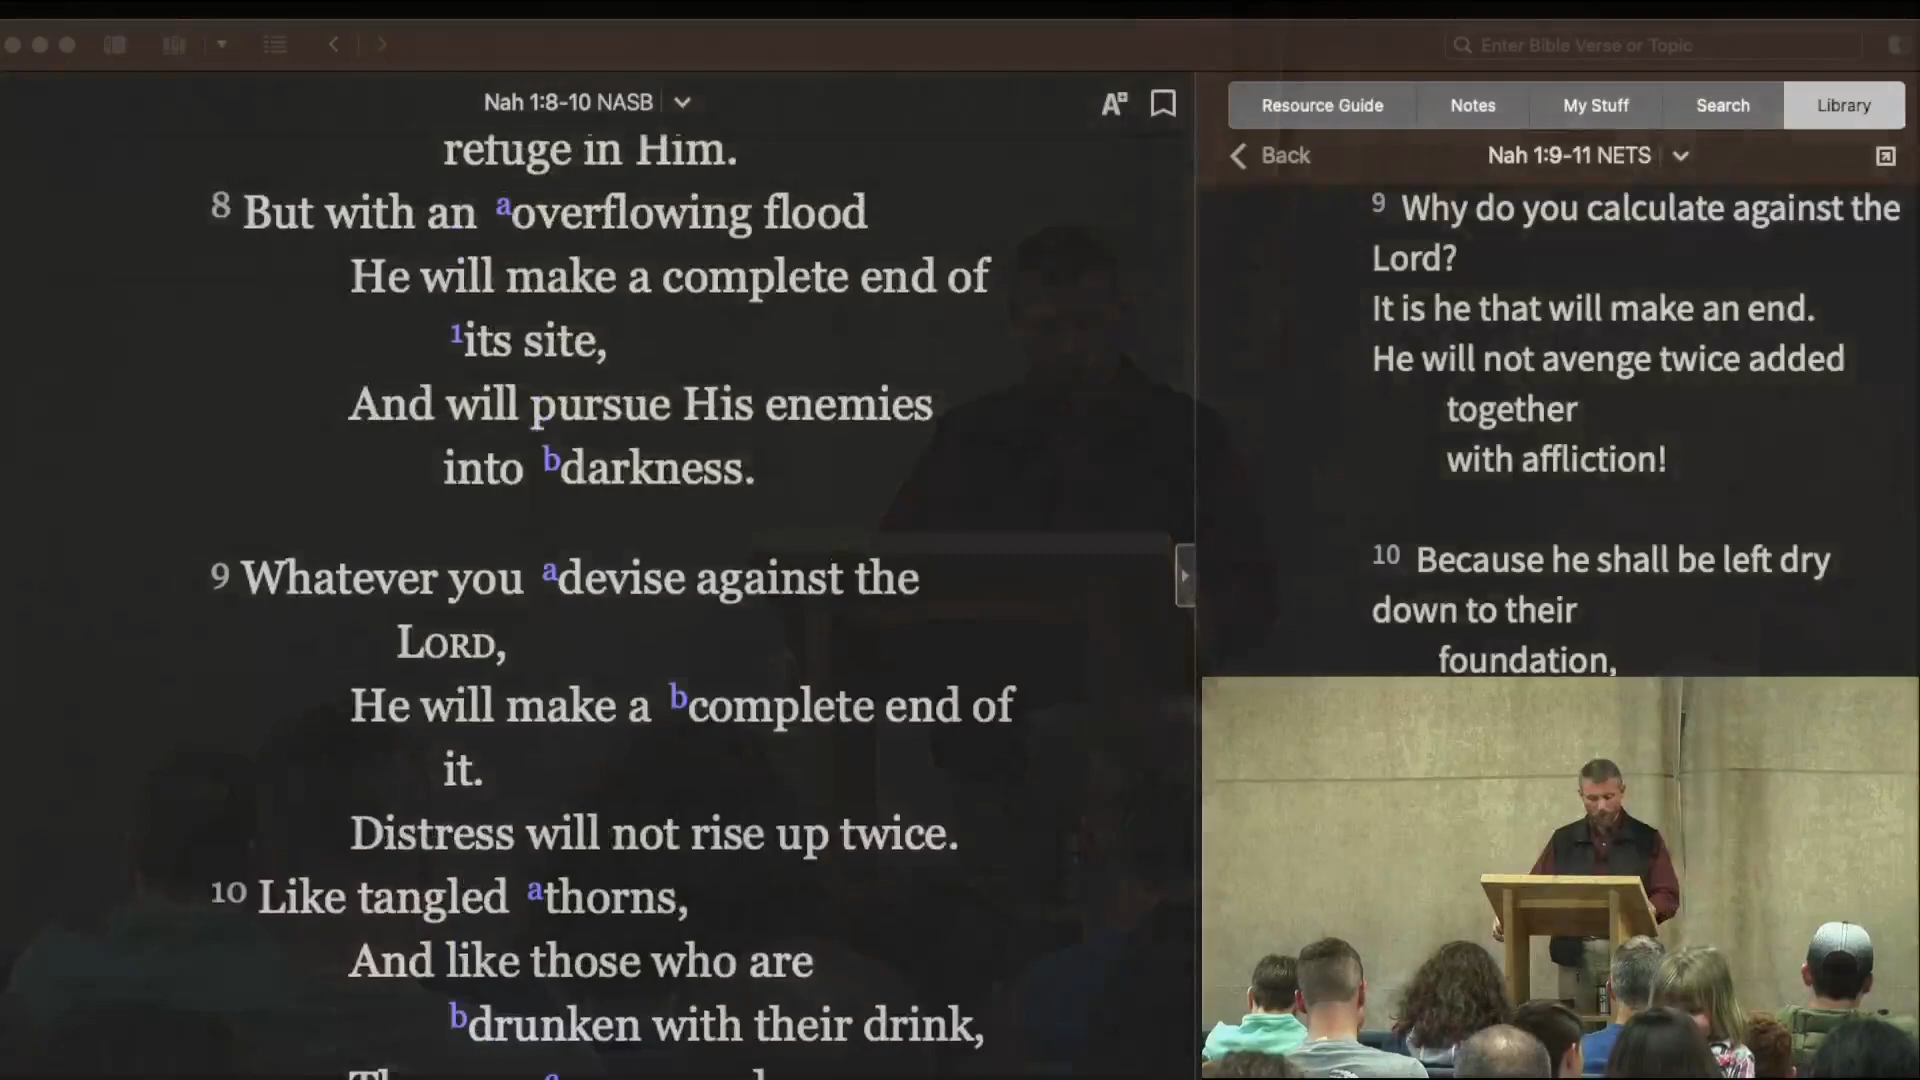 Enter Bible Verse or Topic
Nah 1:8-10 NASB
refuge in Him.
8 But with an aoverflowing flood
He will make a complete end of
1its site,
And will pursue His enemies
into bdarkness.
9 Whatever you adevise against the
LORD,
He will make a bcomplete end of
it.
Distress will not rise up twice.
10 Like tangled athorns,
And like those who are
bdrunken with their drink,
Resource Guide
Notes
My Stuff
Search
Library
Back
Nah 1:9-11 NETS
9 Why do you calculate against the
Lord?
It is he that will make an end.
He will not avenge twice added
together
with affliction!
10 Because he shall be left dry
down to their
foundation,